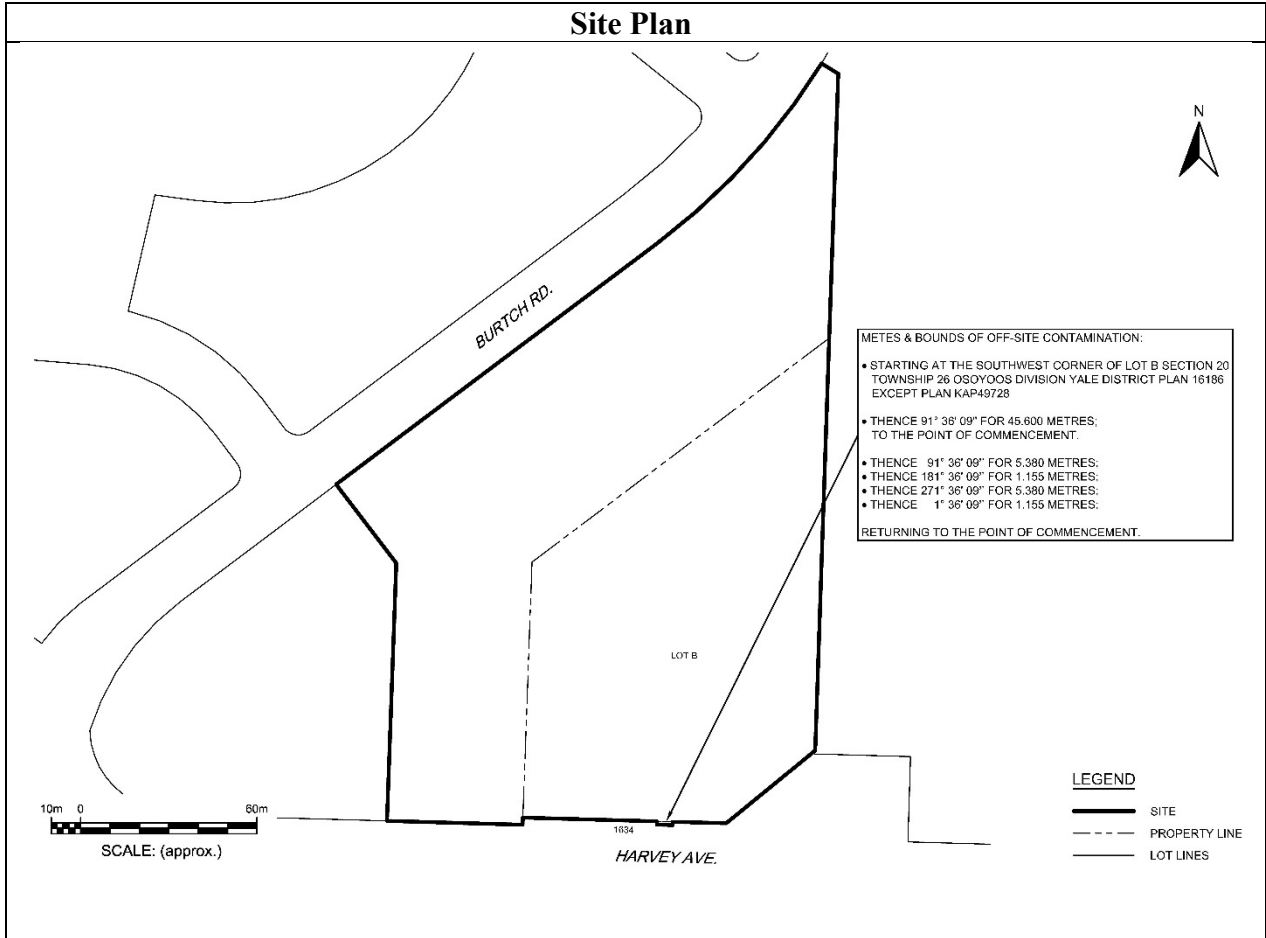 Site Plan
N
BURTCH RD.
METES & BOUNDS OF OFF-SITE CONTAMINATION:
• STARTING AT THE SOUTHWEST CORNER OF LOT B SECTION 20
TOWNSHIP 26 OSOYOOS DIVISION YALE DISTRICT PLAN 16186
EXCEPT PLAN KAP49728
• THENCE 91° 36' 09" FOR 45.600 METRES;
TO THE POINT OF COMMENCEMENT.
• THENCE 91° 36' 09" FOR 5.380 METRES;
• THENCE 181° 36' 09" FOR 1.155 METRES;
• THENCE 271° 36' 09" FOR 5.380 METRES;
• THENCE 1° 36' 09" FOR 1.155 METRES;
RETURNING TO THE POINT OF COMMENCEMENT.
LOT B
10m 0 60m
SCALE: (approx.)
1634
HARVEY AVE.
LEGEND
SITE
PROPERTY LINE
LOT LINES